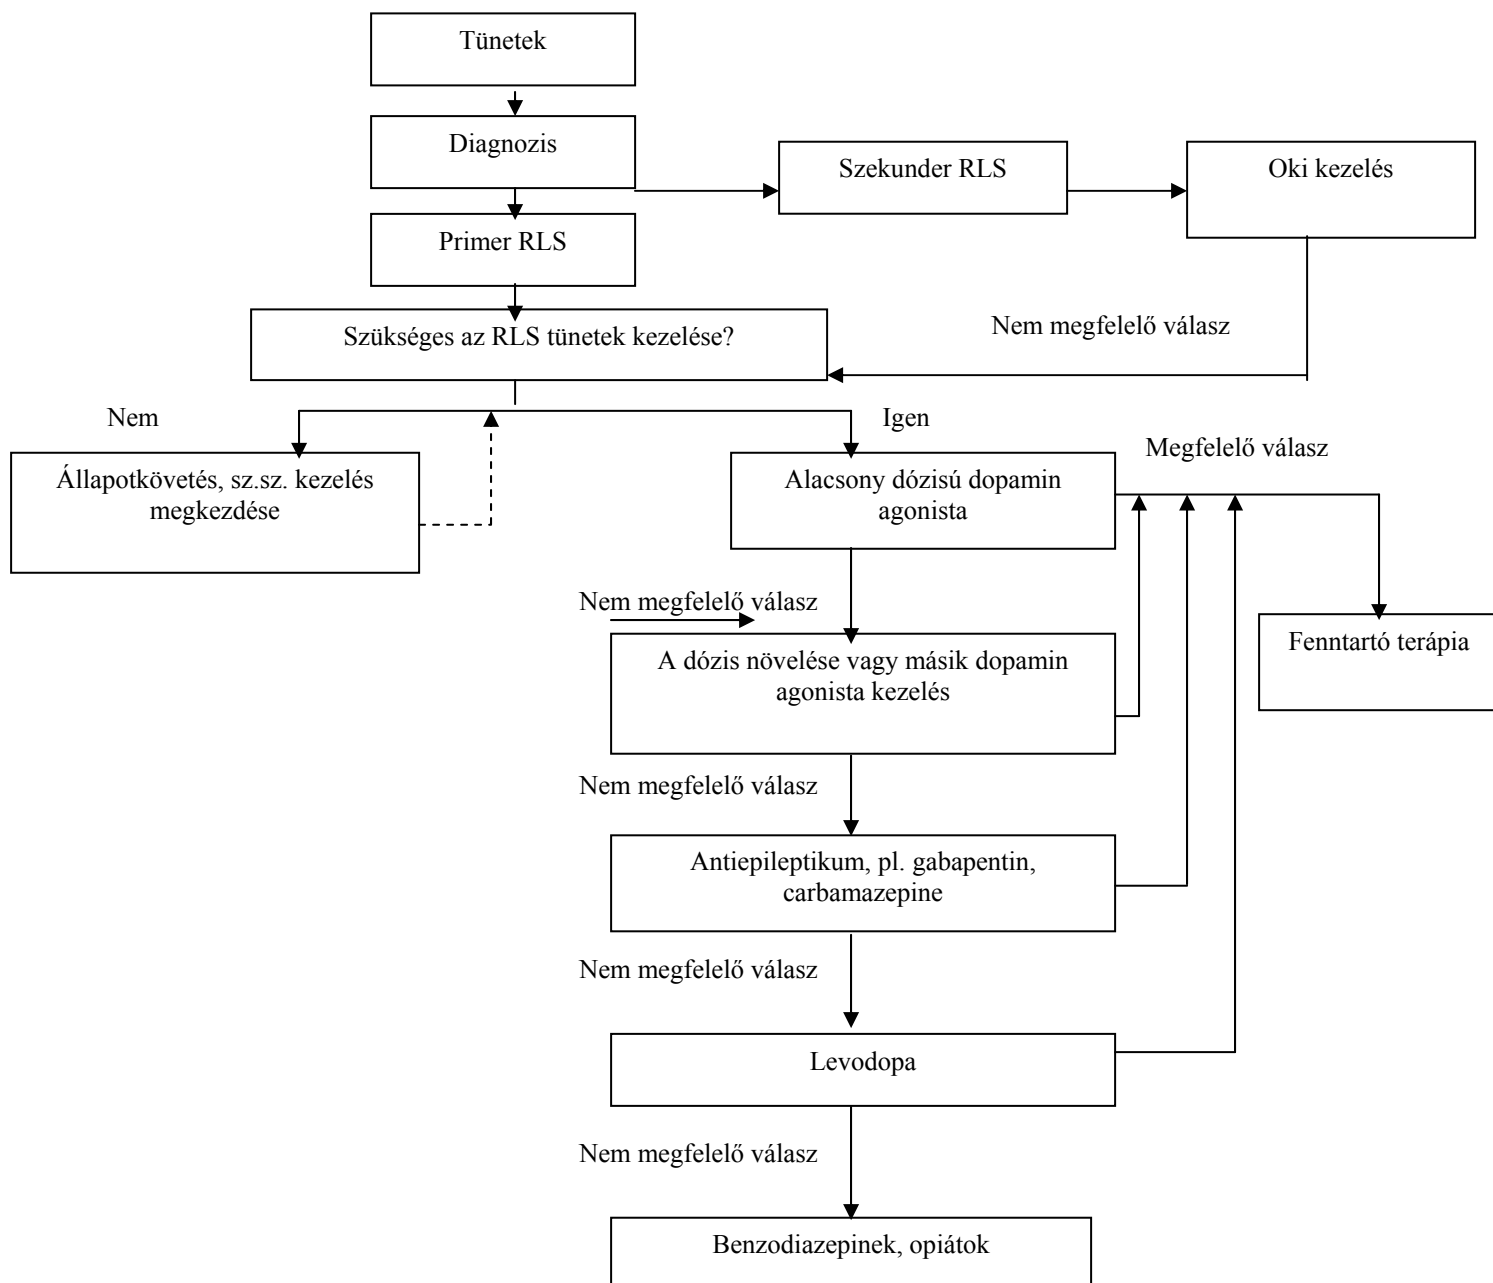 Tünetek
Diagnozis
Szekunder RLS
Oki kezelés
Primer RLS
Szükséges az RLS tünetek kezelése?
Nem megfelelő válasz
Nem
Igen
Megfelelő válasz
Állapotkövetés, sz.sz. kezelés
megkezdése
Alacsony dózisú dopamin
agonista
Nem megfelelő válasz
Fenntartó terápia
A dózis növelése vagy másik dopamin
agonista kezelés
Nem megfelelő válasz
Antiepileptikum, pl. gabapentin,
carbamazepine
Nem megfelelő válasz
Levodopa
Nem megfelelő válasz
Benzodiazepinek, opiátok